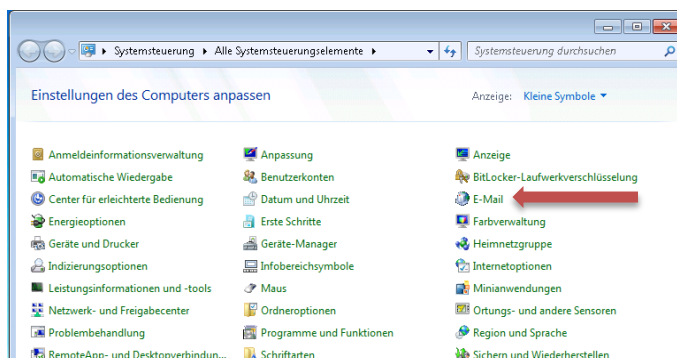 Systemsteuerung ▸ Alle Systemsteuerungselemente ▸
Systemsteuerung durchsuchen
Einstellungen des Computers anpassen
Anzeige: Kleine Symbole
Anmeldeinformationsverwaltung
Anpassung
Anzeige
Automatische Wiedergabe
Benutzerkonten
BitLocker-Laufwerkverschlüsselung
Center für erleichterte Bedienung
Datum und Uhrzeit
E-Mail
Energieoptionen
Erste Schritte
Farbverwaltung
Geräte und Drucker
Geräte-Manager
Heimnetzgruppe
Indizierungsoptionen
Infobereichsymbole
Internetoptionen
Leistungsinformationen und -tools
Maus
Minianwendungen
Netzwerk- und Freigabecenter
Ordneroptionen
Ortungs- und andere Sensoren
Problembehandlung
Programme und Funktionen
Region und Sprache
RemoteApp- und Desktopverbindun...
Schriftarten
Sichern und Wiederherstellen